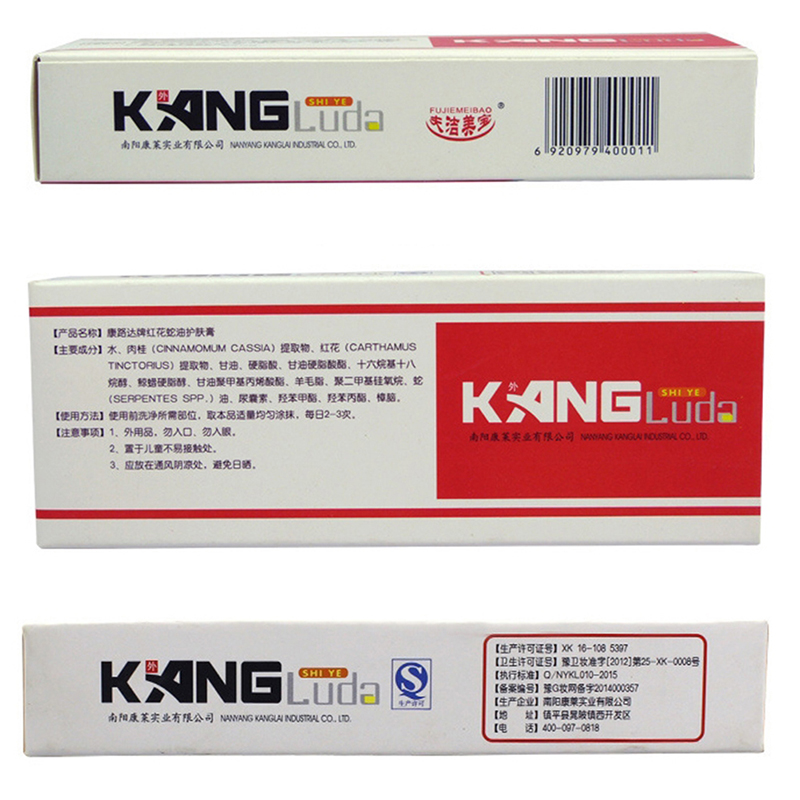 KANG Luda
外
SHI YE
南阳康莱实业有限公司 NANYANG KANGLAI INDUSTRIAL CO., LTD.
FUJIEMEIBAO
夫洁美宝®
6 920979 400011
【产品名称】康路达牌红花蛇油护肤膏
【主要成分】水、肉桂（CINNAMOMUM CASSIA）提取物、红花（CARTHAMUS
TINCTORIUS）提取物、甘油、硬脂酸、甘油硬脂酸酯、十六烷基十八
烷醇、鲸蜡硬脂醇、甘油聚甲基丙烯酸酯、羊毛脂、聚二甲基硅氧烷、蛇
(SERPENTES SPP.）油、尿囊素、羟苯甲酯、羟苯丙酯、樟脑。
【使用方法】使用前洗净所需部位，取本品适量均匀涂抹，每日2-3次。
【注意事项】1、外用品，勿入口、勿入眼。
2、置于儿童不易接触处。
3、应放在通风阴凉处，避免日晒。
KANG Luda
外
SHI YE
南阳康莱实业有限公司 NANYANG KANGLAI INDUSTRIAL CO., LTD.
KANG Luda
外
SHI YE
南阳康莱实业有限公司 NANYANG KANGLAI INDUSTRIAL CO., LTD.
生产许可
【生产许可证号】XK 16-108 5397
【卫生许可证号】豫卫妆准字[2012]第25-XK-0008号
【执行标准】Q/NYKL010-2015
【备案编号】豫G妆网备字2014000357
【生产企业】南阳康莱实业有限公司
【地 址】镇平县晁陂镇西开发区
【电 话】400-097-0818